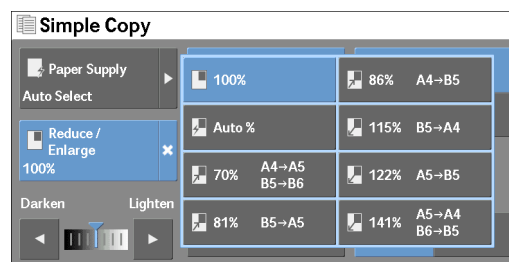 Simple Copy
Paper Supply
Auto Select
Reduce /
Enlarge
100%
Darken Lighten
100%
Auto %
70% A4→A5
B5→B6
81% B5→A5
86% A4→B5
115% B5→A4
122% A5→B5
141% A5→A4
B6→B5